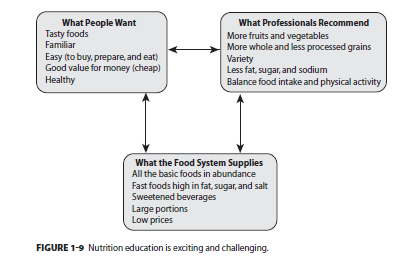 What People Want
Tasty foods
Familiar
Easy (to buy, prepare, and eat)
Good value for money (cheap)
Healthy
What Professionals Recommend
More fruits and vegetables
More whole and less processed grains
Variety
Less fat, sugar, and sodium
Balance food intake and physical activity
What the Food System Supplies
All the basic foods in abundance
Fast foods high in fat, sugar, and salt
Sweetened beverages
Large portions
Low prices
FIGURE 1-9 Nutrition education is exciting and challenging.